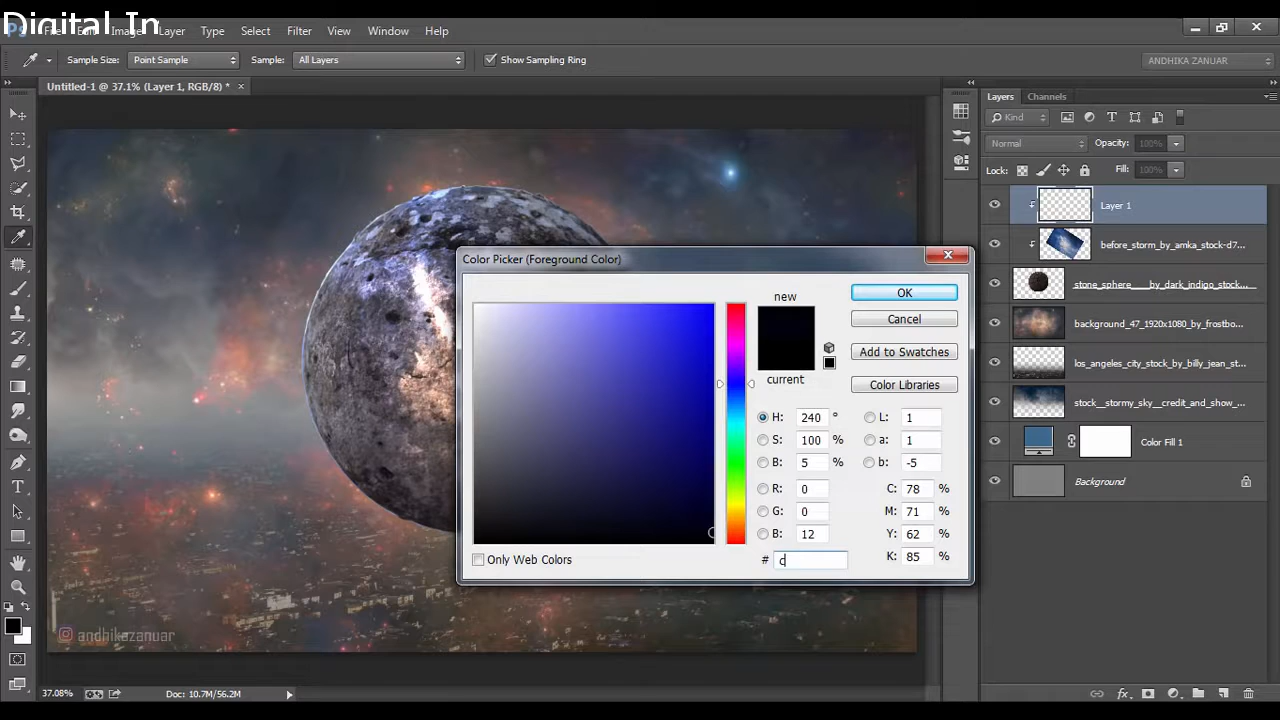 Digital In
Ps File Edit Image Layer Type Select Filter View Window Help
Sample Size: Point Sample Sample: All Layers Show Sampling Ring ANDHIKA ZANUAR
Untitled-1 @ 37.1% (Layer 1, RGB/8) * ×
Layers Channels
Kind
Normal Opacity: 100%
Lock: Fill: 100%
Layer 1
before_storm_by_amka_stock-d7...
stone_sphere____by_dark_indigo_stock...
background_47_1920x1080_by_frostbo...
los_angeles_city_stock_by_billy_jean_st...
stock__stormy_sky__credit_and_show_...
Color Fill 1
Background
Color Picker (Foreground Color)
new
current
OK
Cancel
Add to Swatches
Color Libraries
H: 240 ° L: 1
S: 100 % a: 1
B: 5 % b: -5
R: 0 C: 78 %
G: 0 M: 71 %
B: 12 Y: 62 %
# c K: 85 %
Only Web Colors
andhikazanuar
37.08% Doc: 10.7M/56.2M